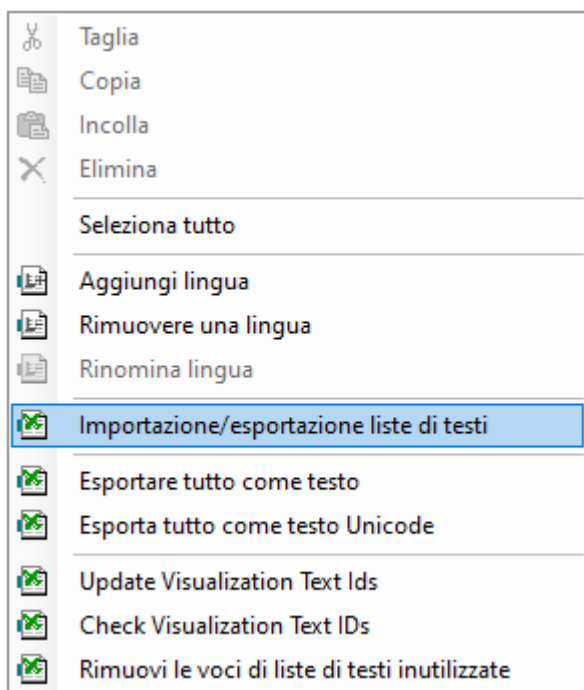 Taglia
Copia
Incolla
Elimina
Seleziona tutto
Aggiungi lingua
Rimuovere una lingua
Rinomina lingua
Importazione/esportazione liste di testi
Esportare tutto come testo
Esporta tutto come testo Unicode
Update Visualization Text Ids
Check Visualization Text IDs
Rimuovi le voci di liste di testi inutilizzate